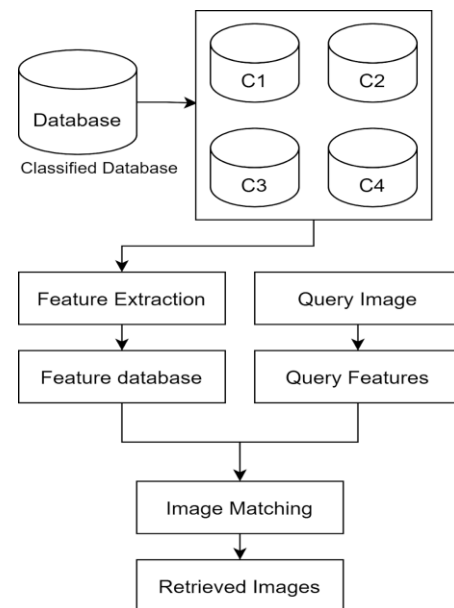 Database
Classified Database
C1
C2
C3
C4
Feature Extraction
Query Image
Feature database
Query Features
Image Matching
Retrieved Images